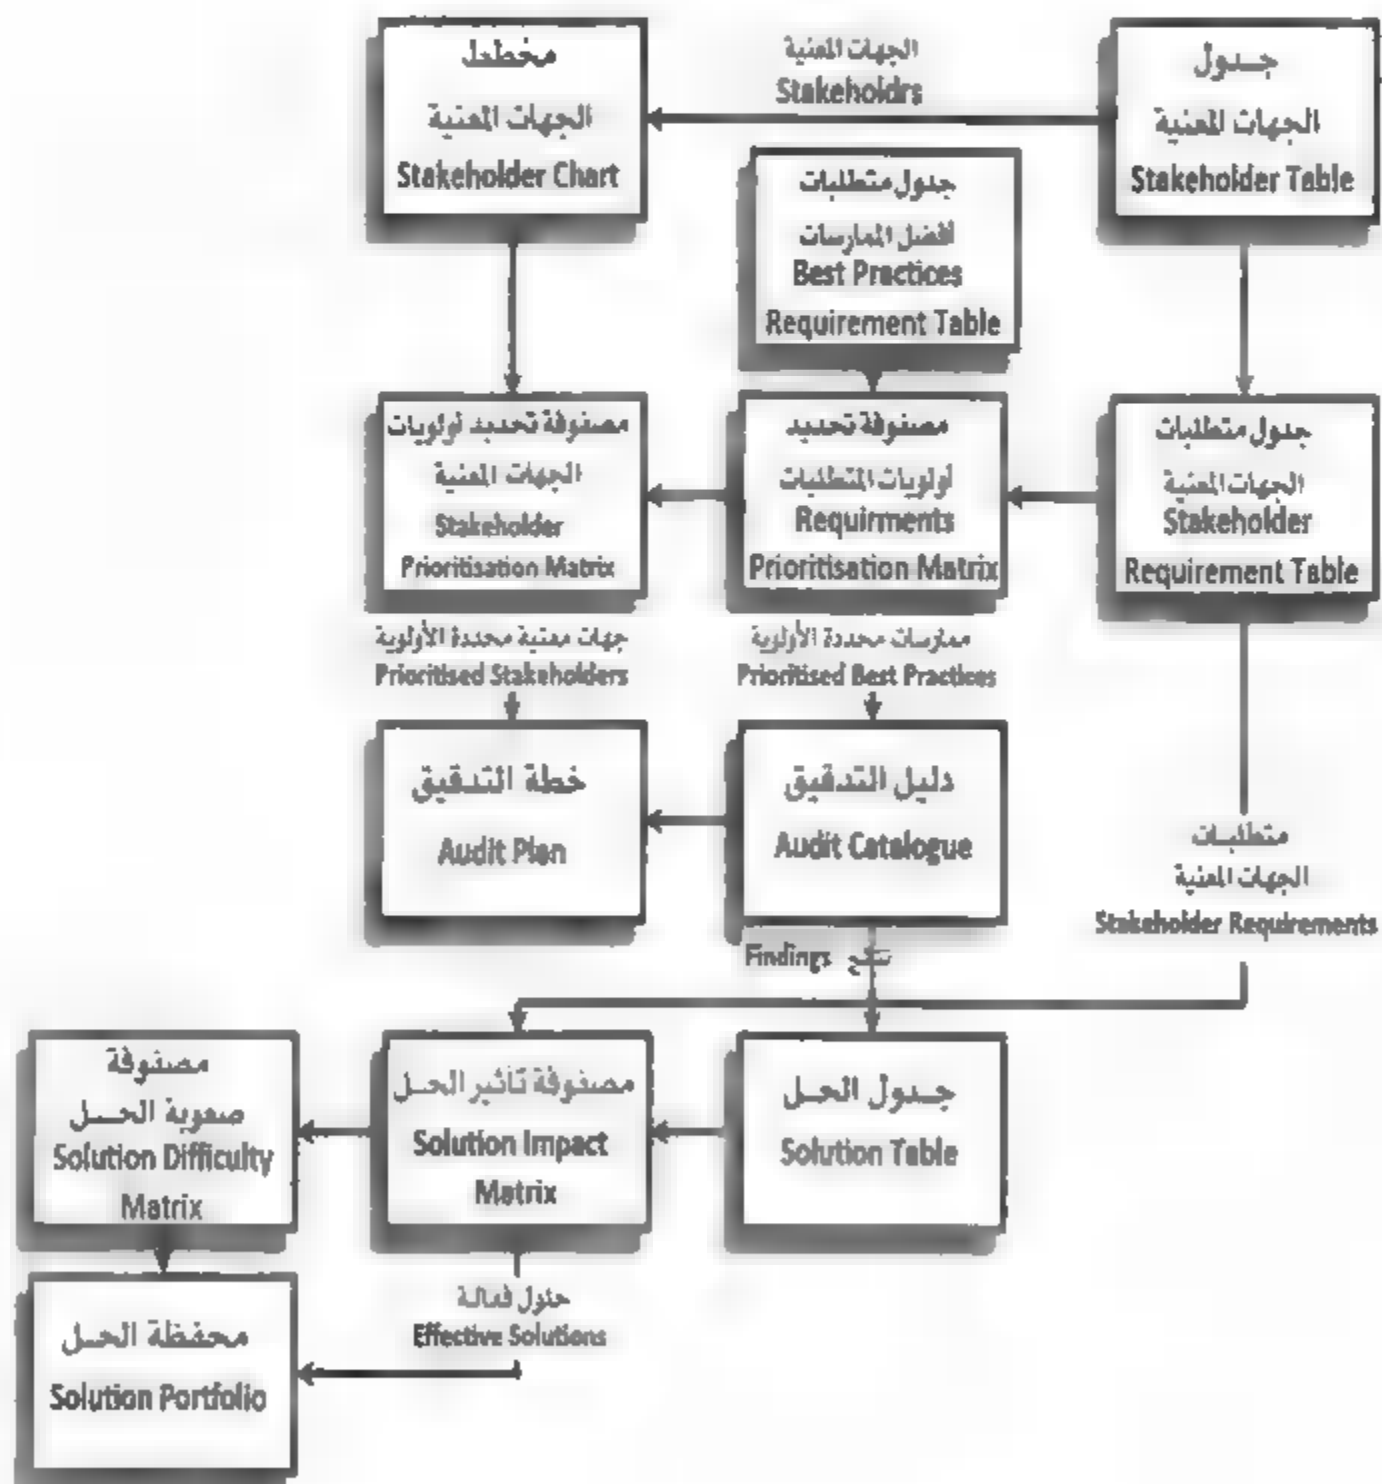 مخطط
الجهات المعنية
Stakeholder Chart
الجهات المعنية
Stakeholdrs
جدول
الجهات المعنية
Stakeholder Table
جدول متطلبات
أفضل الممارسات
Best Practices
Requirement Table
مصفوفة تحديد أولويات
الجهات المعنية
Stakeholder
Prioritisation Matrix
مصفوفة تحديد
أولويات المتطلبات
Requirments
Prioritisation Matrix
جدول متطلبات
الجهات المعنية
Stakeholder
Requirement Table
جهات معنية محددة الأولوية
Prioritised Stakeholders
ممارسات محددة الأولوية
Prioritised Best Practices
خطة التدقيق
Audit Plan
دليل التدقيق
Audit Catalogue
متطلبات
الجهات المعنية
Stakeholder Requirements
Findings نتائج
مصفوفة
صعوبة الحل
Solution Difficulty
Matrix
مصفوفة تأثير الحل
Solution Impact
Matrix
جدول الحل
Solution Table
حلول فعالة
Effective Solutions
محفظة الحل
Solution Portfolio